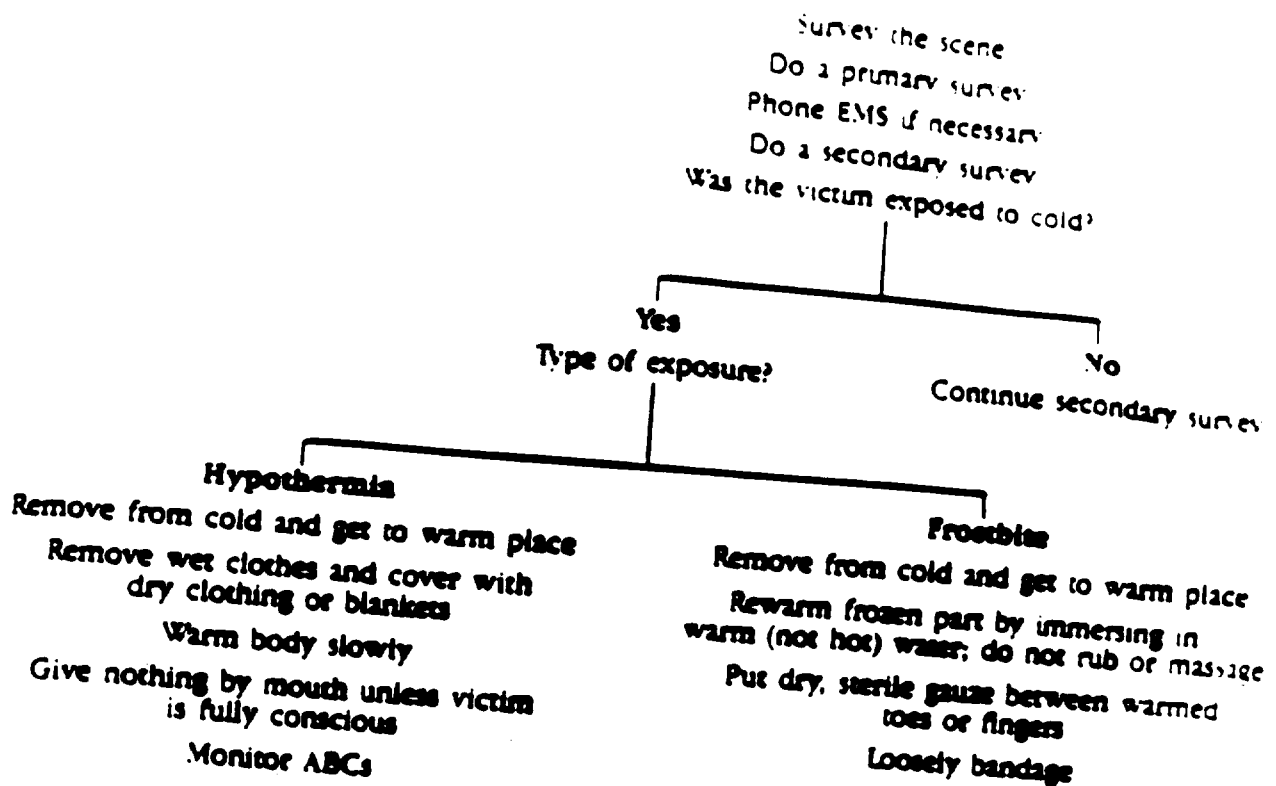 Survey the scene
Do a primary survey
Phone EMS if necessary
Do a secondary survey
Was the victim exposed to cold?
Yes
Type of exposure?
No
Continue secondary survey
Hypothermia
Remove from cold and get to warm place
Remove wet clothes and cover with
dry clothing or blankets
Warm body slowly
Give nothing by mouth unless victim
is fully conscious
Monitor ABCs
Frostbite
Remove from cold and get to warm place
Rewarm frozen part by immersing in
warm (not hot) water; do not rub or massage
Put dry, sterile gauze between warmed
toes or fingers
Loosely bandage